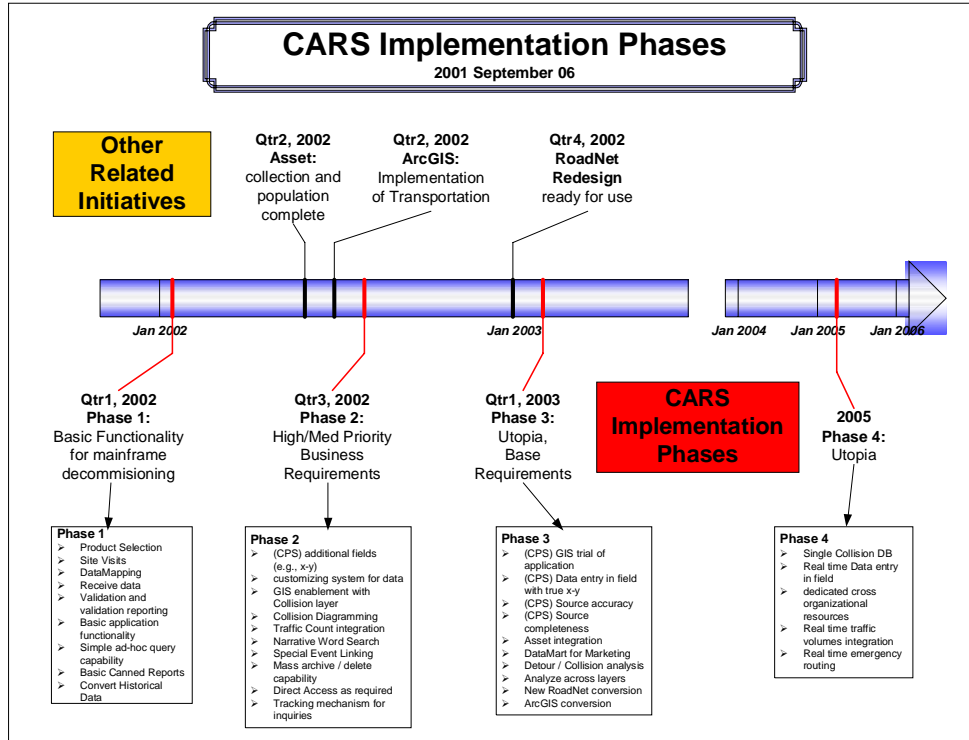 CARS Implementation Phases
2001 September 06
Other
Related
Initiatives
Qtr2, 2002
Asset:
collection and
population
complete
Qtr2, 2002
ArcGIS:
Implementation
of Transportation
Qtr4, 2002
RoadNet
Redesign
ready for use
Jan 2002
Jan 2003
Jan 2004
Jan 2005
Jan 2006
Qtr1, 2002
Phase 1:
Basic Functionality
for mainframe
decommisioning
Qtr3, 2002
Phase 2:
High/Med Priority
Business
Requirements
Qtr1, 2003
Phase 3:
Utopia,
Base
Requirements
CARS
Implementation
Phases
2005
Phase 4:
Utopia
Phase 1
➢ Product Selection
➢ Site Visits
➢ DataMapping
➢ Receive data
➢ Validation and
validation reporting
➢ Basic application
functionality
➢ Simple ad-hoc query
capability
➢ Basic Canned Reports
➢ Convert Historical
Data
Phase 2
➢ (CPS) additional fields
(e.g., x-y)
➢ customizing system for data
➢ GIS enablement with
Collision layer
➢ Collision Diagramming
➢ Traffic Count integration
➢ Narrative Word Search
➢ Special Event Linking
➢ Mass archive / delete
capability
➢ Direct Access as required
➢ Tracking mechanism for
inquiries
Phase 3
➢ (CPS) GIS trial of
application
➢ (CPS) Data entry in field
with true x-y
➢ (CPS) Source accuracy
➢ (CPS) Source
completeness
➢ Asset integration
➢ DataMart for Marketing
➢ Detour / Collision analysis
➢ Analyze across layers
➢ New RoadNet conversion
➢ ArcGIS conversion
Phase 4
➢ Single Collision DB
➢ Real time Data entry in
field
➢ dedicated cross
organizational
resources
➢ Real time traffic
volumes integration
➢ Real time emergency
routing